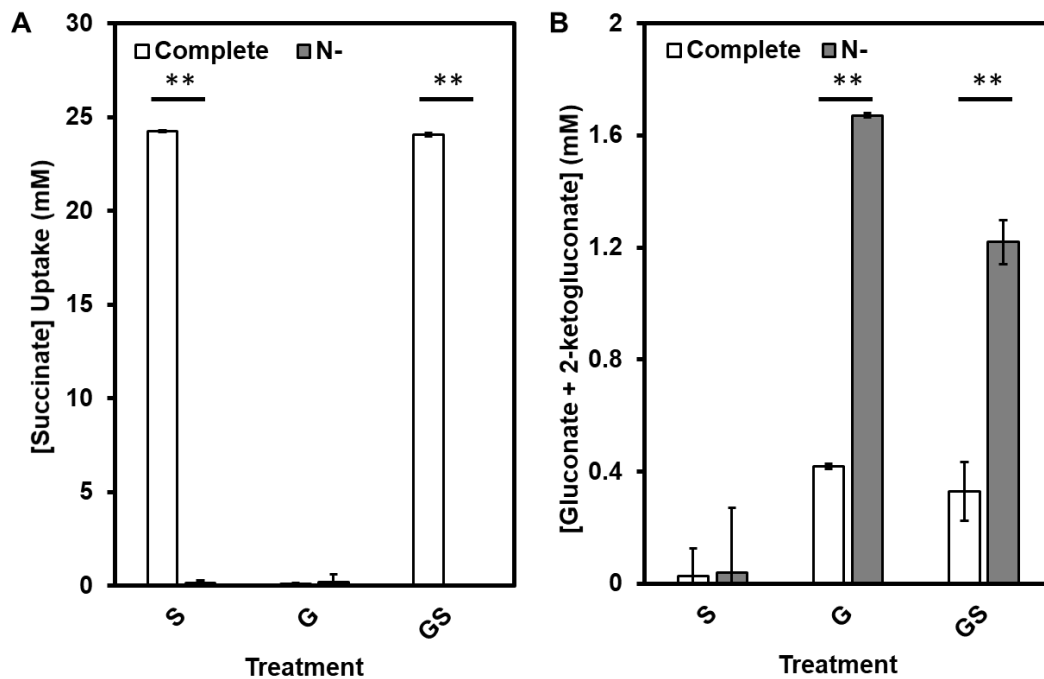 A
[Succinate] Uptake (mM)
30
25
20
15
10
5
0
Complete N-
**
**
S G GS
Treatment
B
[Gluconate + 2-ketogluconate] (mM)
2
1.6
1.2
0.8
0.4
0
Complete N-
**
**
S G GS
Treatment